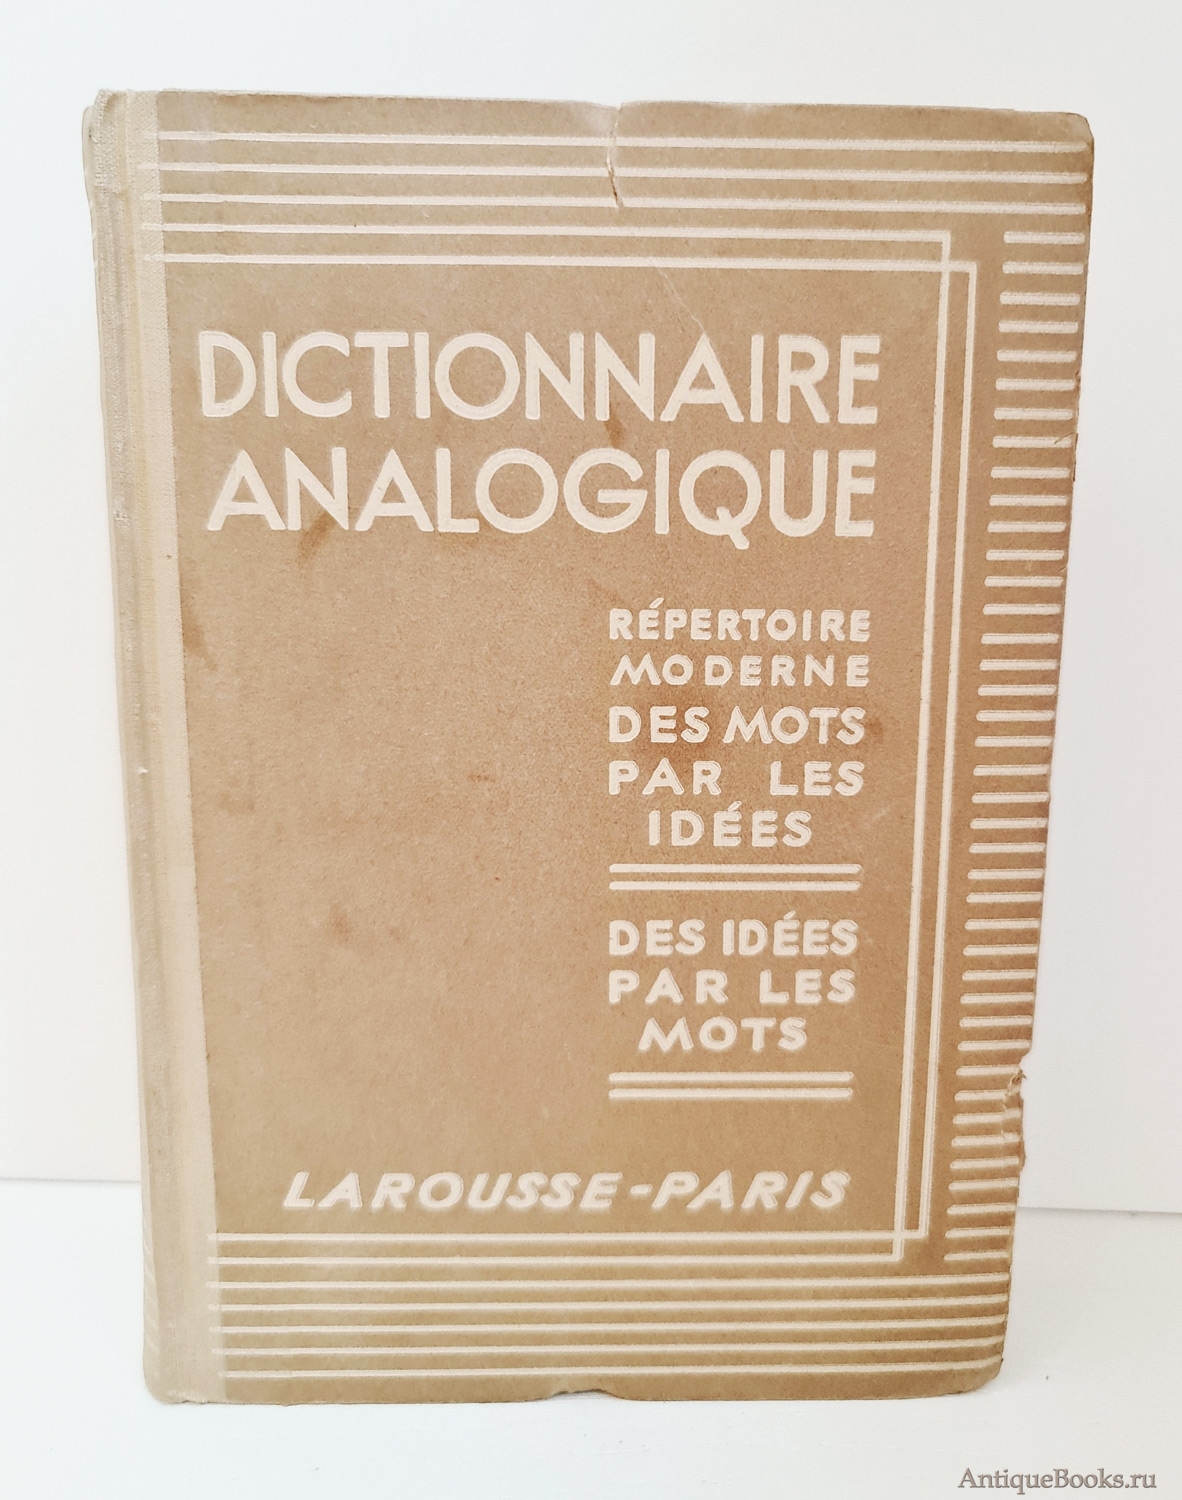 DICTIONNAIRE
ANALOGIQUE
RÉPERTOIRE
MODERNE
DES MOTS
PAR LES
IDÉES
DES IDÉES
PAR LES
MOTS
LAROUSSE-PARIS
AntiqueBooks.ru